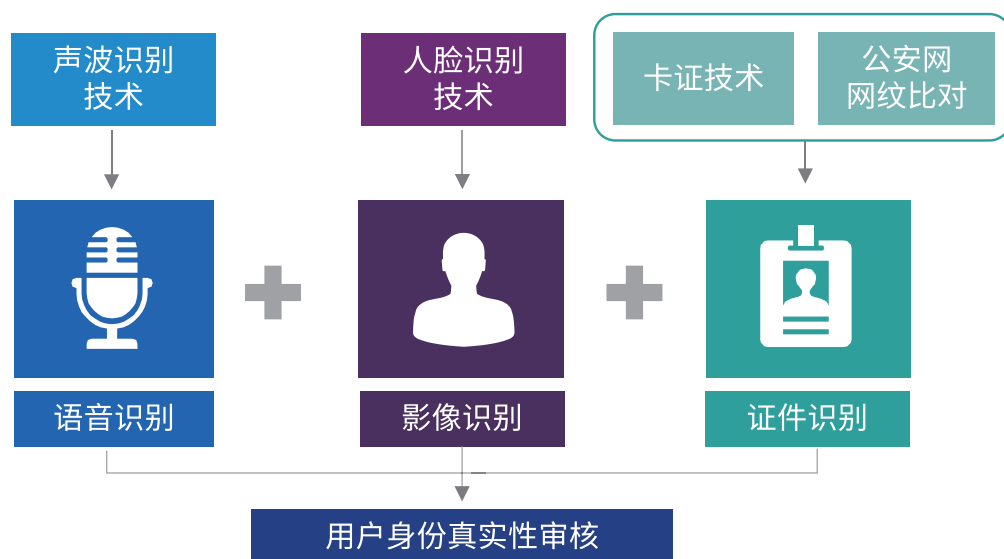 声波识别
技术
人脸识别
技术
卡证技术
公安网
网纹比对
语音识别
影像识别
证件识别
用户身份真实性审核